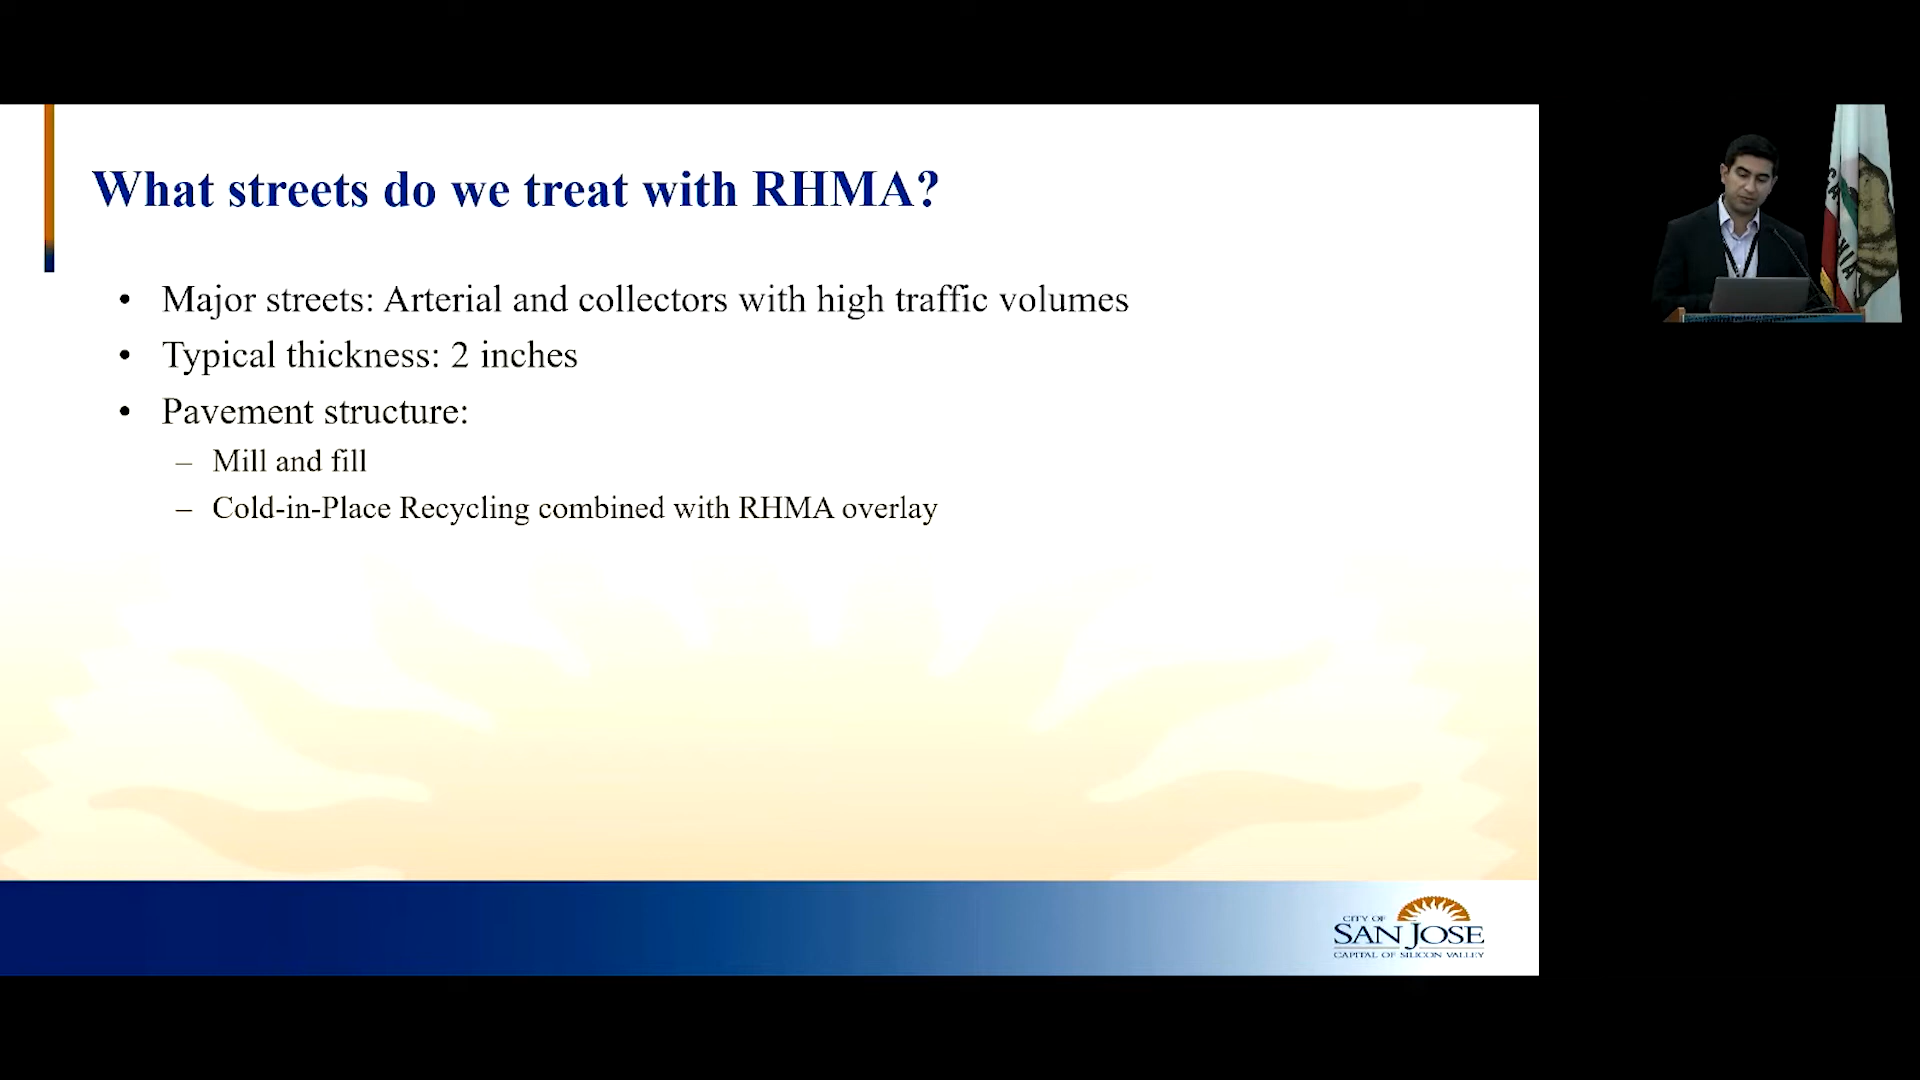 What streets do we treat with RHMA?
• Major streets: Arterial and collectors with high traffic volumes
• Typical thickness: 2 inches
• Pavement structure:
– Mill and fill
– Cold-in-Place Recycling combined with RHMA overlay
CITY OF
SAN JOSE
CAPITAL OF SILICON VALLEY